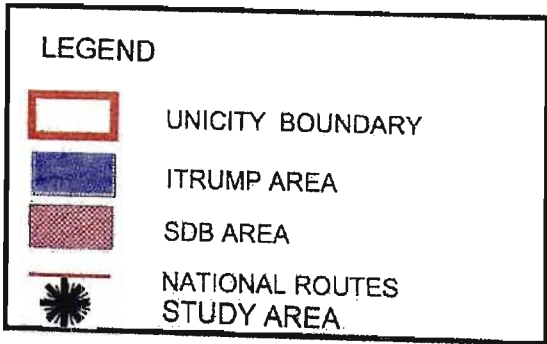 LEGEND
UNICITY BOUNDARY
ITRUMP AREA
SDB AREA
NATIONAL ROUTES
STUDY AREA